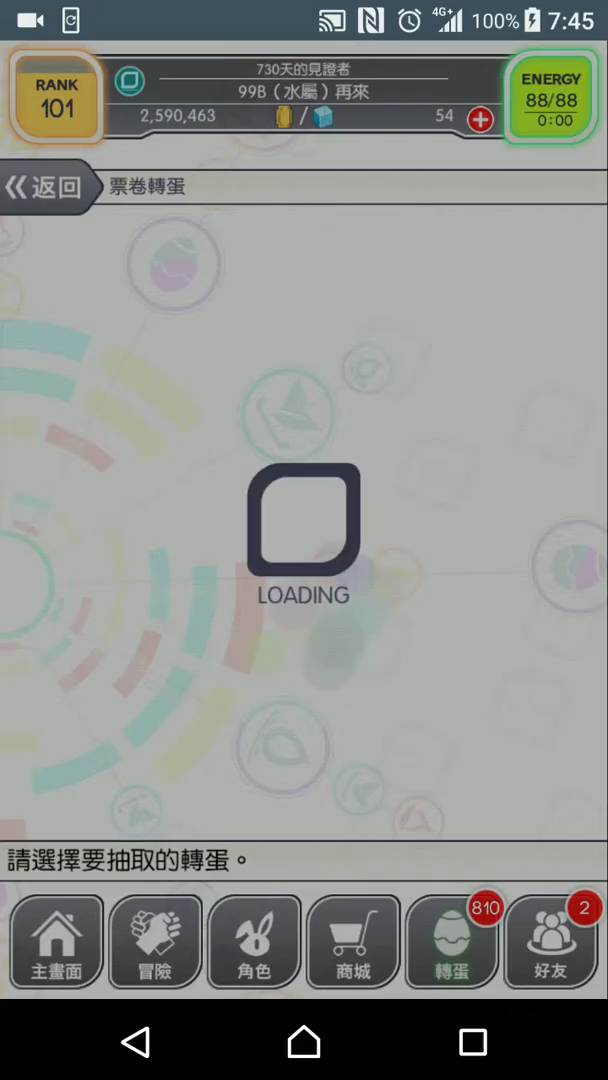 4G+ 100% 7:45
RANK
101
730天的見證者
99B（水屬）再來
2,590,463 / 54
ENERGY
88/88
0:00
返回
票卷轉蛋
LOADING
請選擇要抽取的轉蛋。
810
2
主畫面 冒險 角色 商城 轉蛋 好友